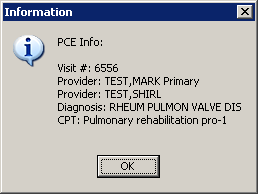 Information
PCE Info:
Visit #: 6556
Provider: TEST,MARK Primary
Provider: TEST,SHIRL
Diagnosis: RHEUM PULMON VALVE DIS
CPT: Pulmonary rehabilitation pro-1
OK